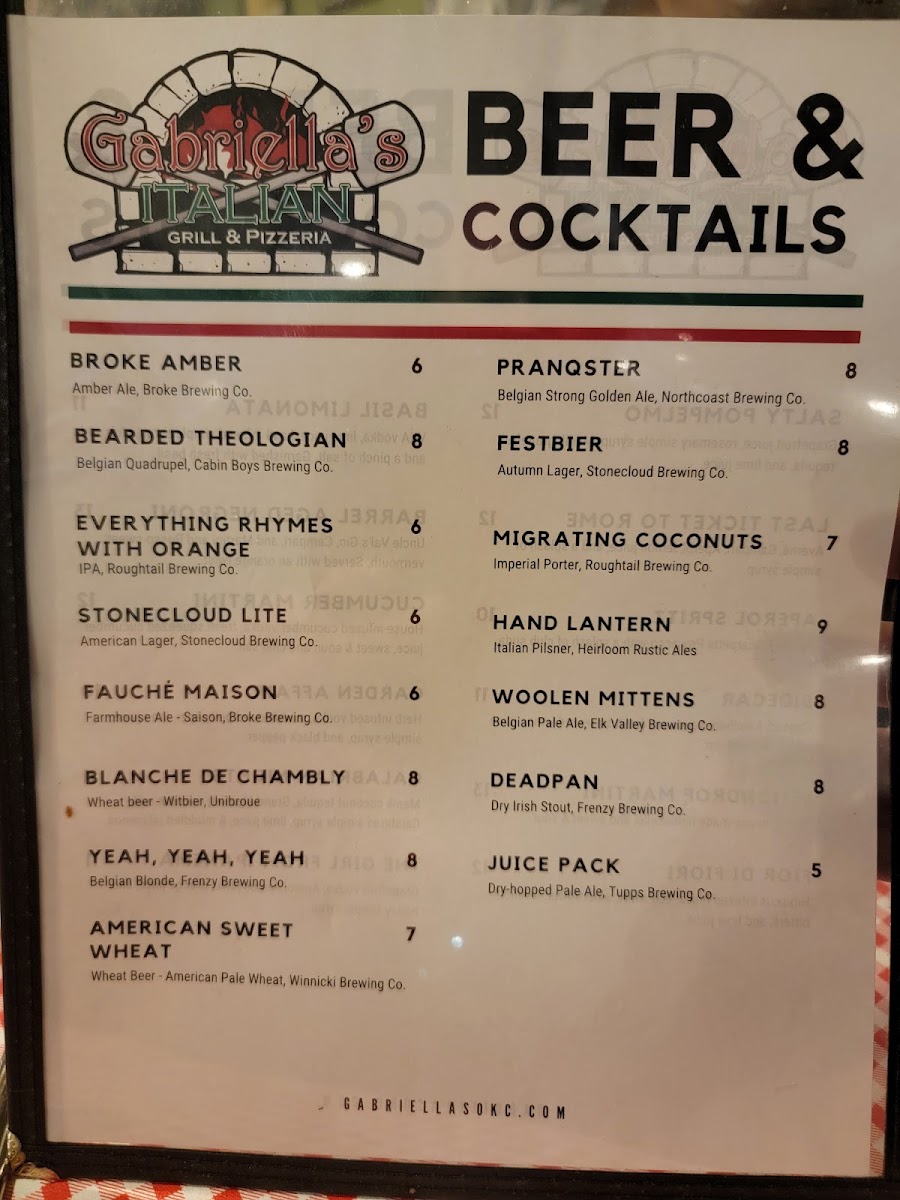 Gabriella's
ITALIAN
GRILL & PIZZERIA
BEER &
COCKTAILS
BROKE AMBER 6
Amber Ale, Broke Brewing Co.
BEARDED THEOLOGIAN 8
Belgian Quadrupel, Cabin Boys Brewing Co.
EVERYTHING RHYMES 6
WITH ORANGE
IPA, Roughtail Brewing Co.
STONECLOUD LITE 6
American Lager, Stonecloud Brewing Co.
FAUCHÉ MAISON 6
Farmhouse Ale - Saison, Broke Brewing Co.
BLANCHE DE CHAMBLY 8
Wheat beer - Witbier, Unibroue
YEAH, YEAH, YEAH 8
Belgian Blonde, Frenzy Brewing Co.
AMERICAN SWEET 7
WHEAT
Wheat Beer - American Pale Wheat, Winnicki Brewing Co.
PRANQSTER 8
Belgian Strong Golden Ale, Northcoast Brewing Co.
FESTBIER 8
Autumn Lager, Stonecloud Brewing Co.
MIGRATING COCONUTS 7
Imperial Porter, Roughtail Brewing Co.
HAND LANTERN 9
Italian Pilsner, Heirloom Rustic Ales
WOOLEN MITTENS 8
Belgian Pale Ale, Elk Valley Brewing Co.
DEADPAN 8
Dry Irish Stout, Frenzy Brewing Co.
JUICE PACK 5
Dry-hopped Pale Ale, Tupps Brewing Co.
GABRIELLASOKC.COM